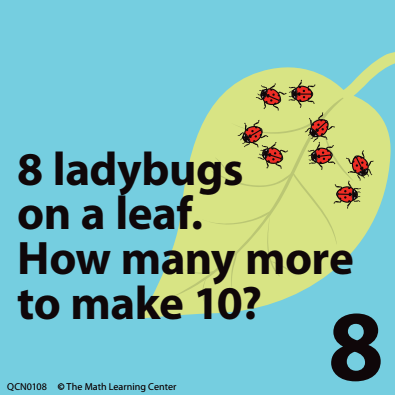 8 ladybugs
on a leaf.
How many more
to make 10?
8
QCN0108 © The Math Learning Center